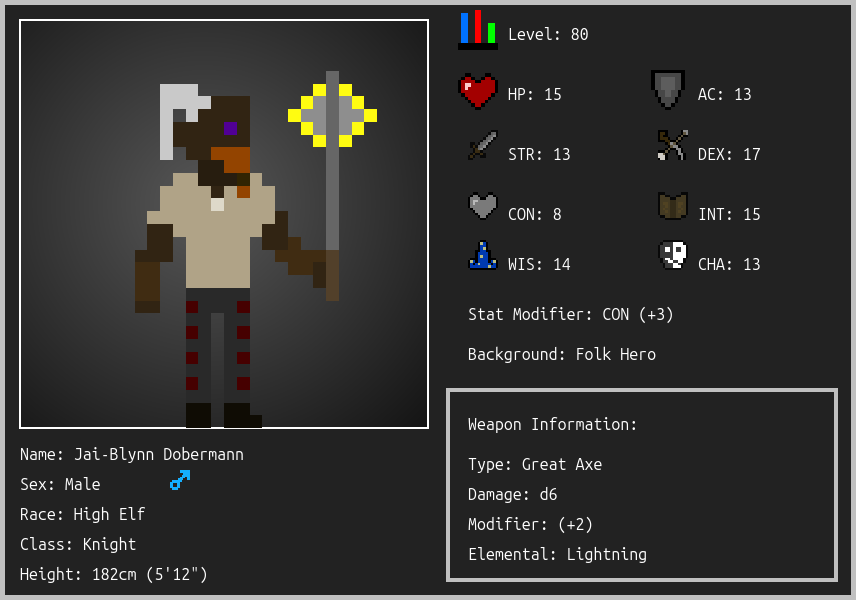 Level: 80
HP: 15
AC: 13
STR: 13
DEX: 17
CON: 8
INT: 15
WIS: 14
CHA: 13
Stat Modifier: CON (+3)
Background: Folk Hero
Weapon Information:
Type: Great Axe
Damage: d6
Modifier: (+2)
Elemental: Lightning
Name: Jai-Blynn Dobermann
Sex: Male
Race: High Elf
Class: Knight
Height: 182cm (5'12")